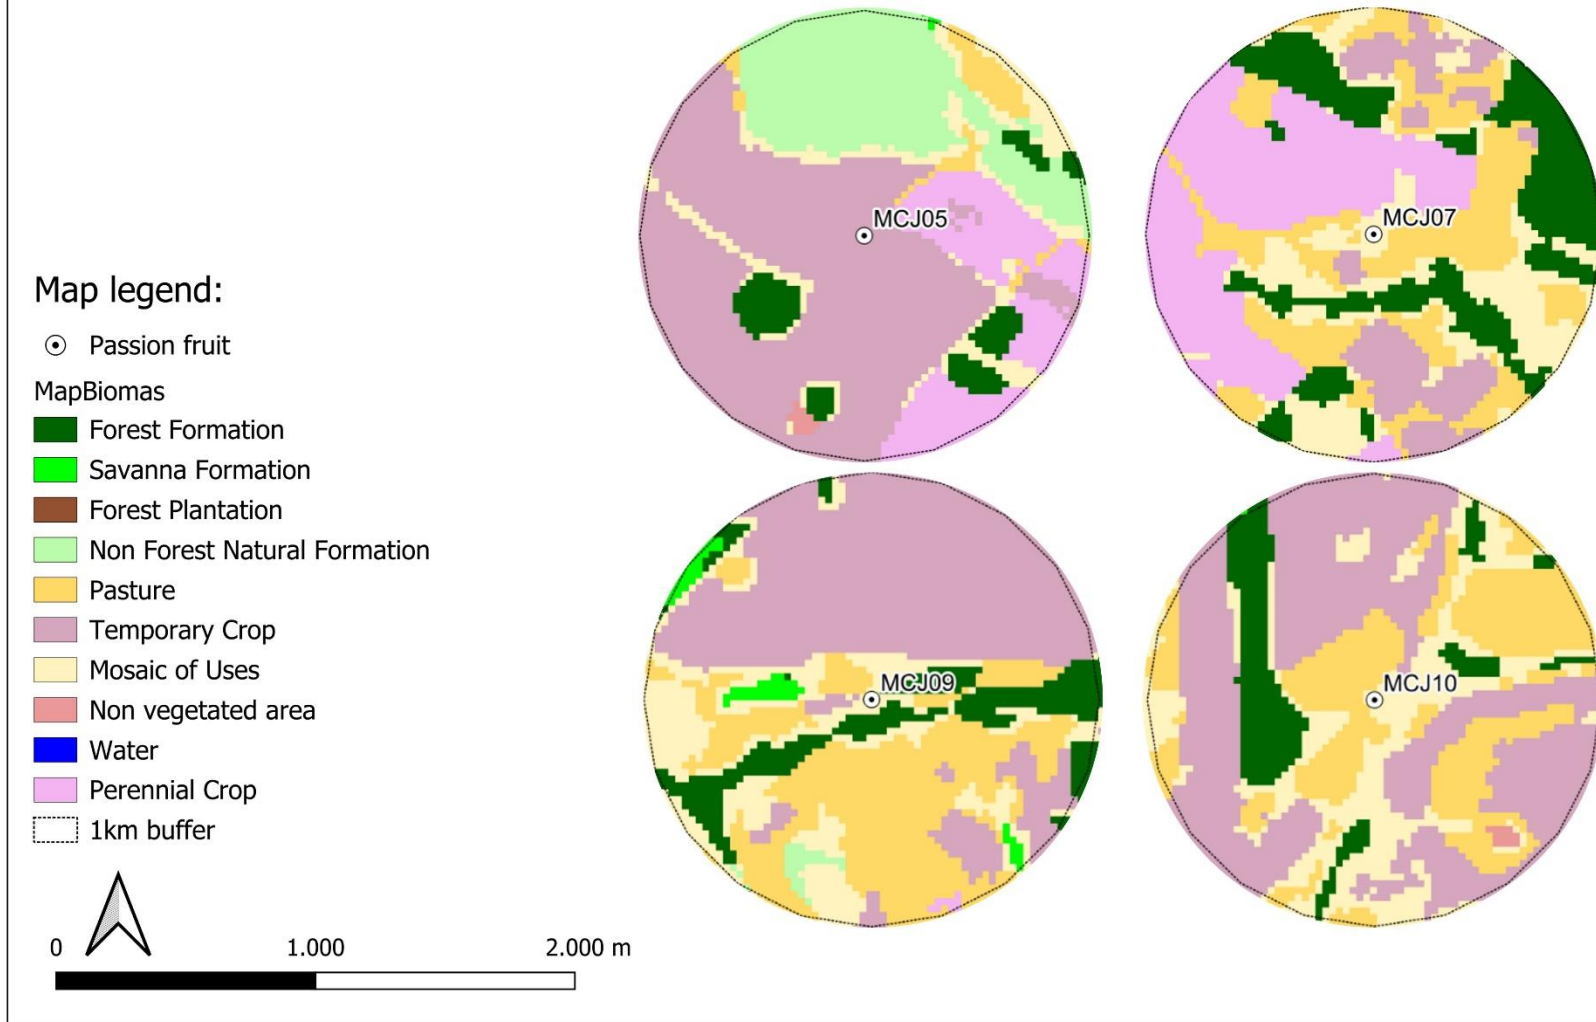 MCJ05
MCJ07
Map legend:
Passion fruit
MapBiomas
Forest Formation
Savanna Formation
Forest Plantation
Non Forest Natural Formation
Pasture
Temporary Crop
Mosaic of Uses
Non vegetated area
Water
Perennial Crop
1km buffer
MCJ09
MCJ10
0 1.000 2.000 m